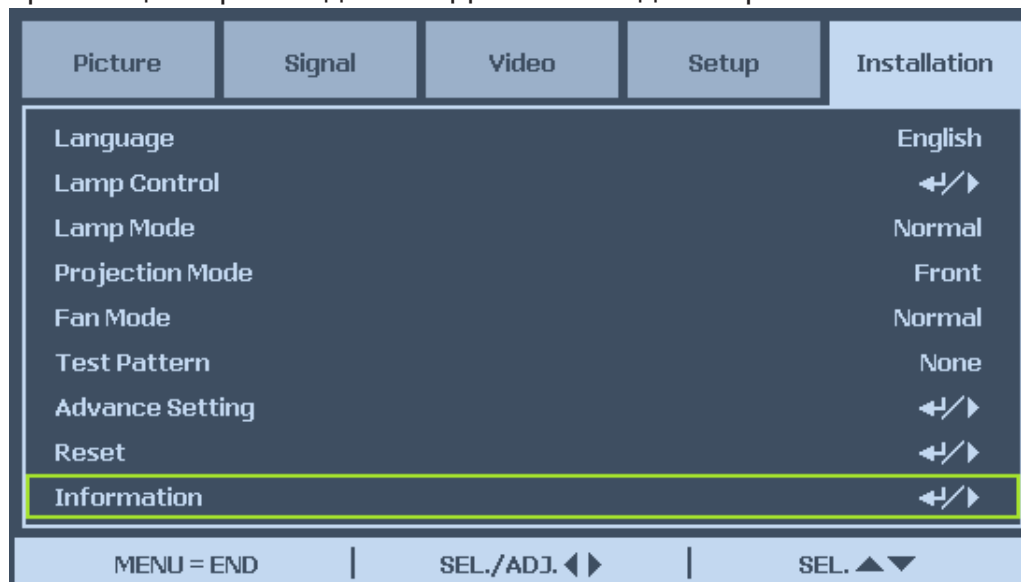 Picture Signal Video Setup Installation
Language English
Lamp Control ↵/▶
Lamp Mode Normal
Projection Mode Front
Fan Mode Normal
Test Pattern None
Advance Setting ↵/▶
Reset ↵/▶
Information ↵/▶
MENU = END | SEL./ADJ. ◀ ▶ | SEL. ▲▼